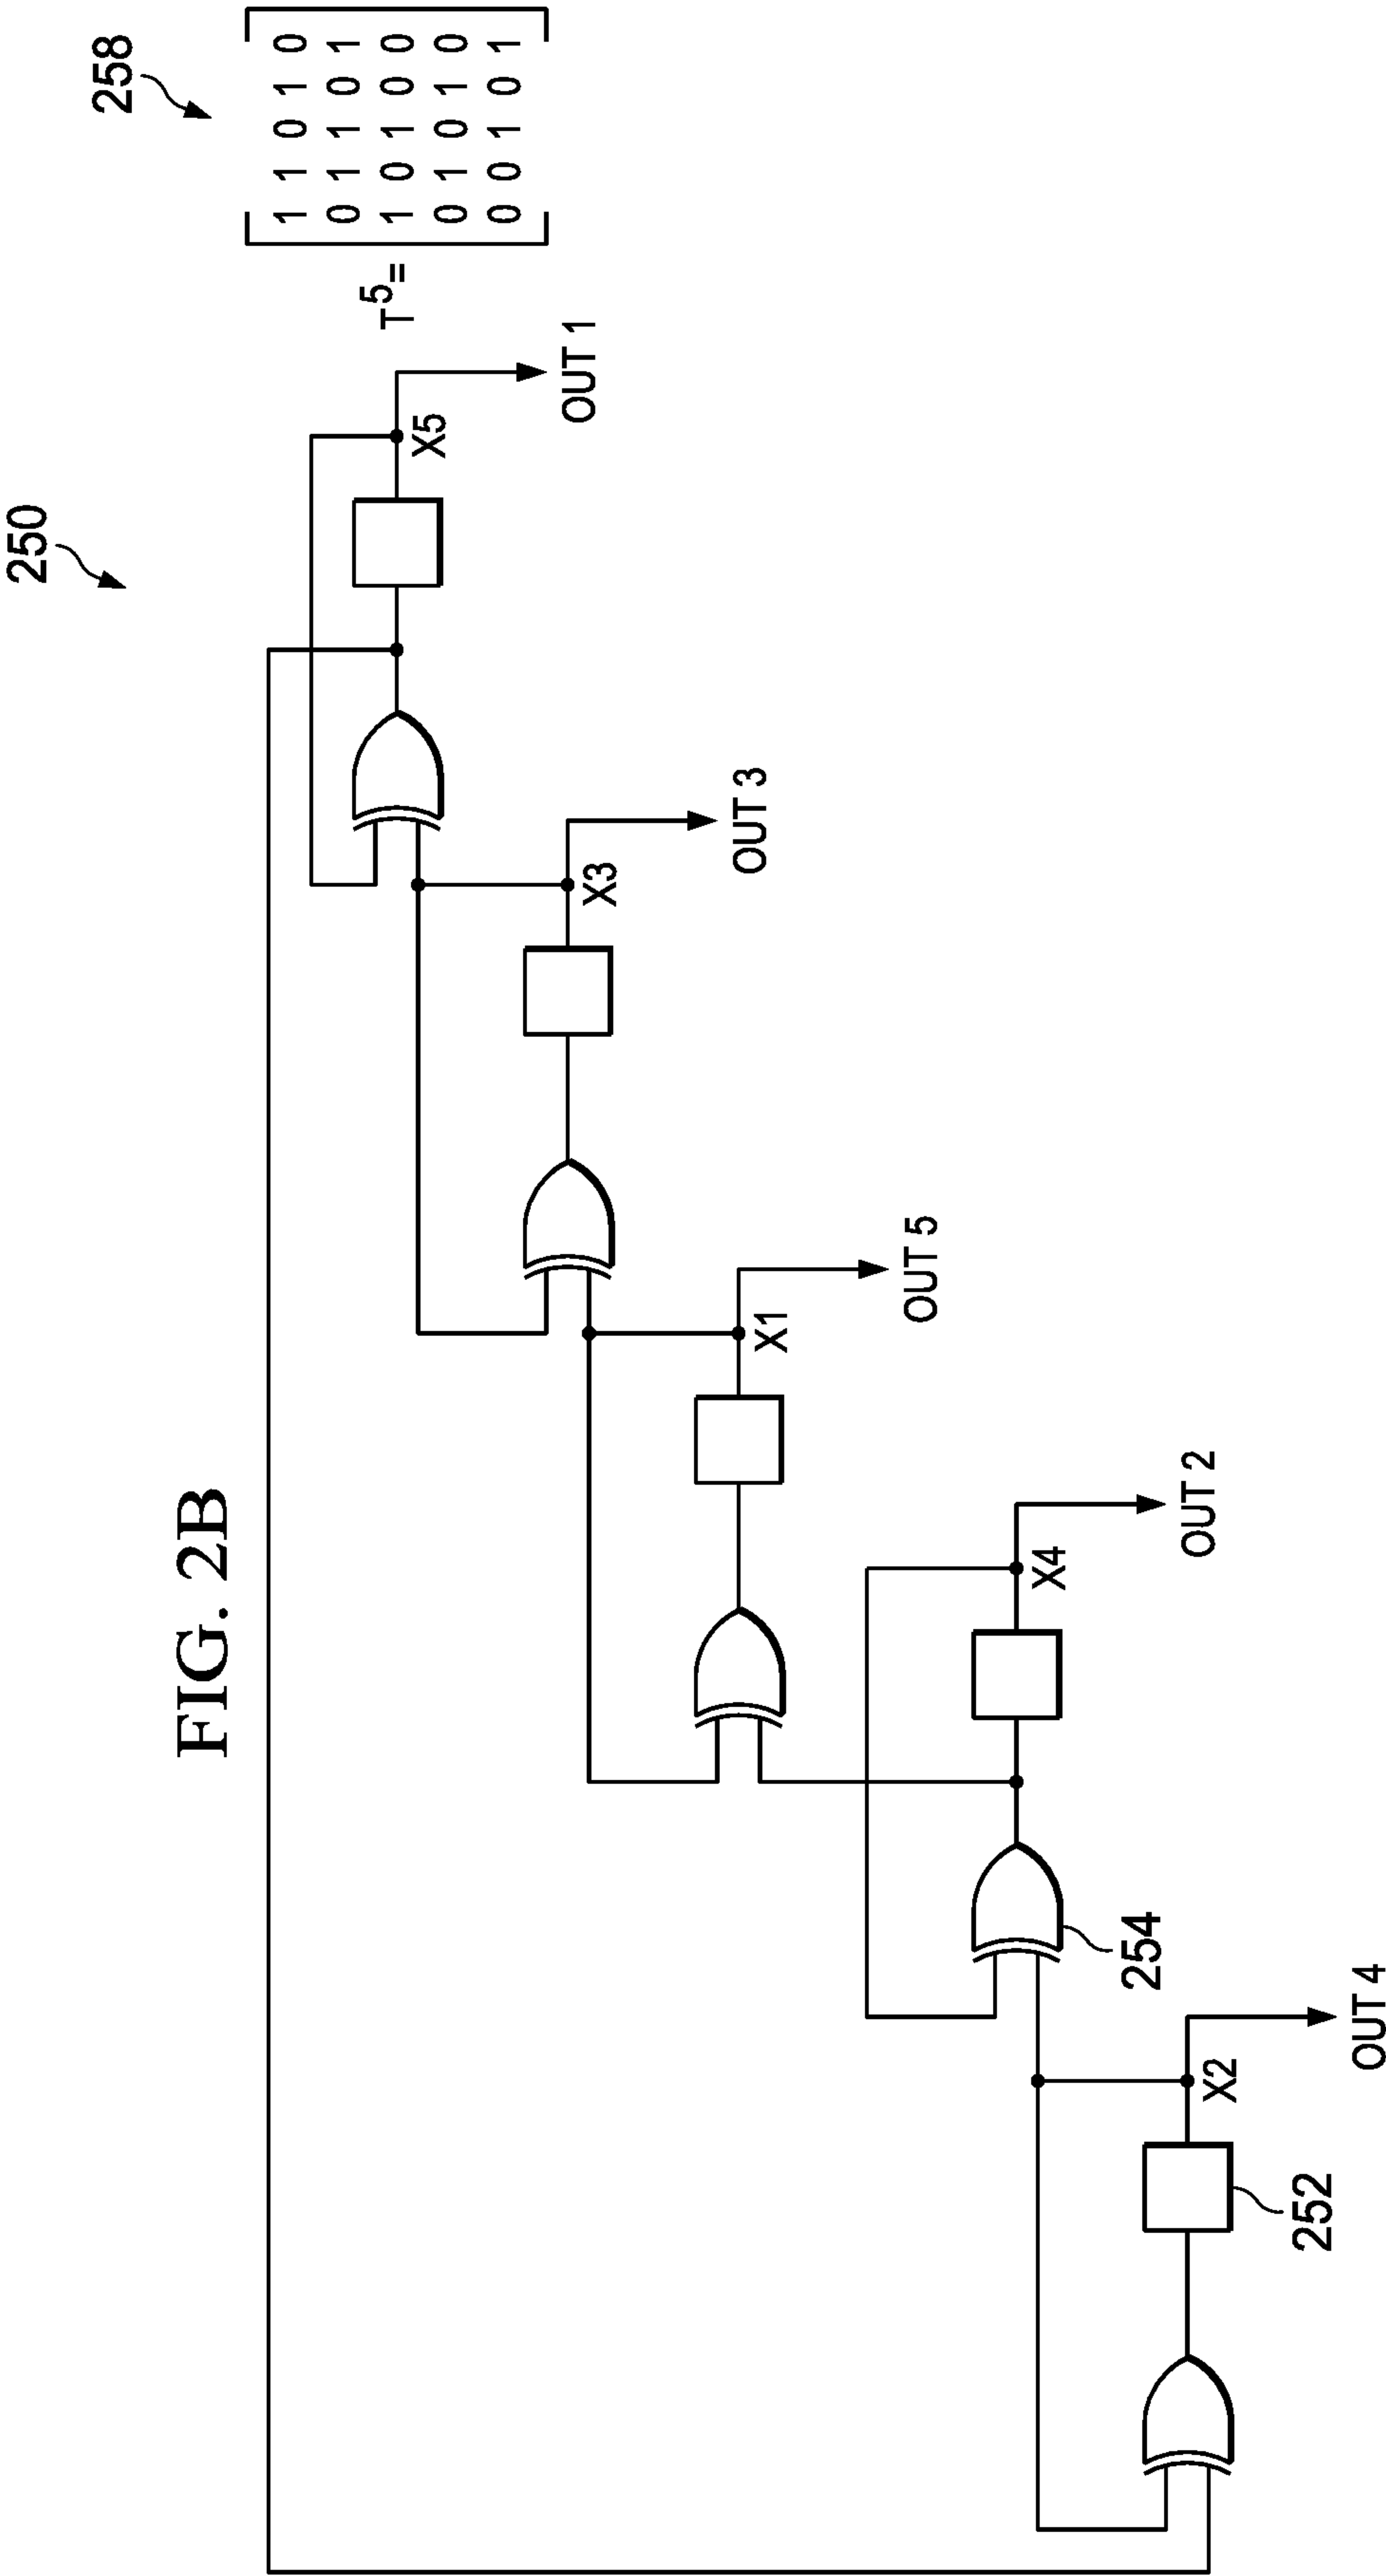 250
258
FIG. 2B
1 1 0 1 0
0 1 1 0 1
T⁵= 1 0 1 0 0
0 1 0 1 0
0 0 1 0 1
X5
OUT 1
X3
OUT 3
X1
OUT 5
X4
254
OUT 2
X2
252
OUT 4